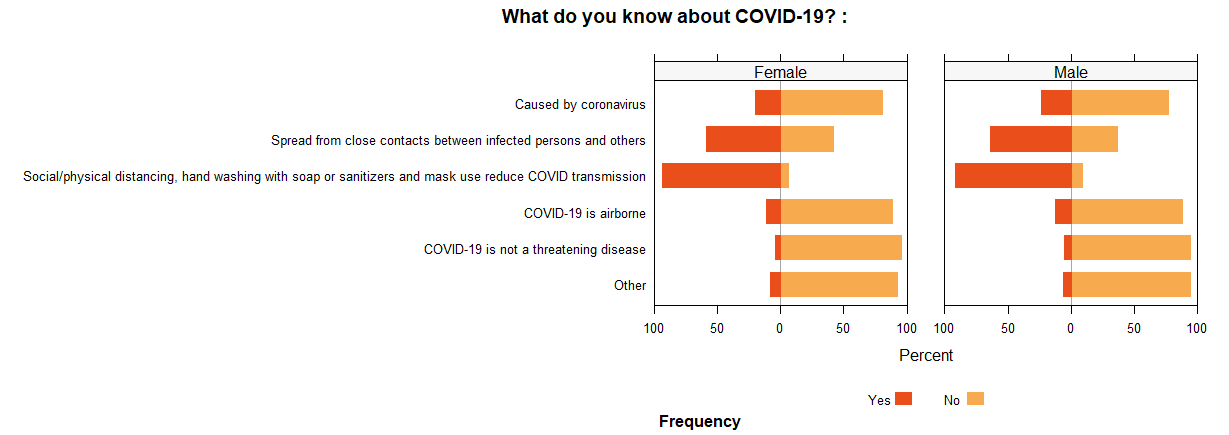 What do you know about COVID-19? :
Female Male
Caused by coronavirus
Spread from close contacts between infected persons and others
Social/physical distancing, hand washing with soap or sanitizers and mask use reduce COVID transmission
COVID-19 is airborne
COVID-19 is not a threatening disease
Other
100 50 0 50 100 100 50 0 50 100
Percent
Yes No
Frequency